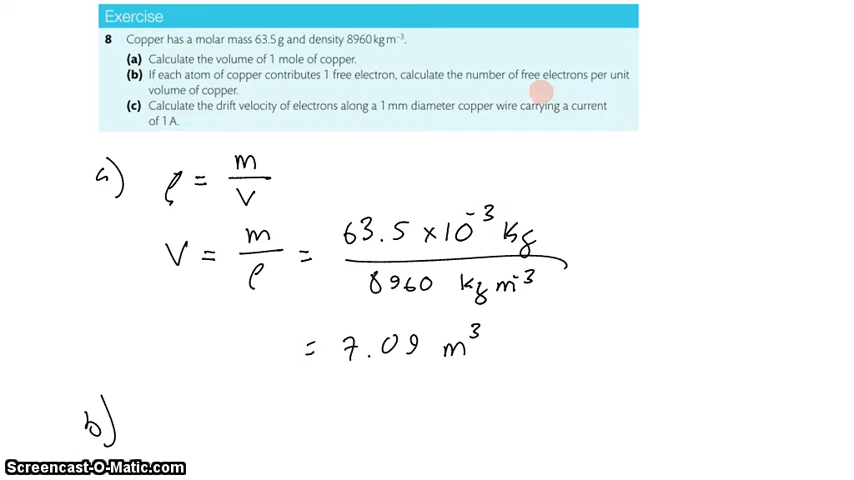 Exercise
8 Copper has a molar mass 63.5 g and density 8960 kg m⁻³.
(a) Calculate the volume of 1 mole of copper.
(b) If each atom of copper contributes 1 free electron, calculate the number of free electrons per unit
volume of copper.
(c) Calculate the drift velocity of electrons along a 1 mm diameter copper wire carrying a current
of 1 A.
a) ρ = m/V
V = m/ρ = 63.5 × 10⁻³ kg / 8960 kg m⁻³
= 7.09 m³
b)
Screencast-O-Matic.com